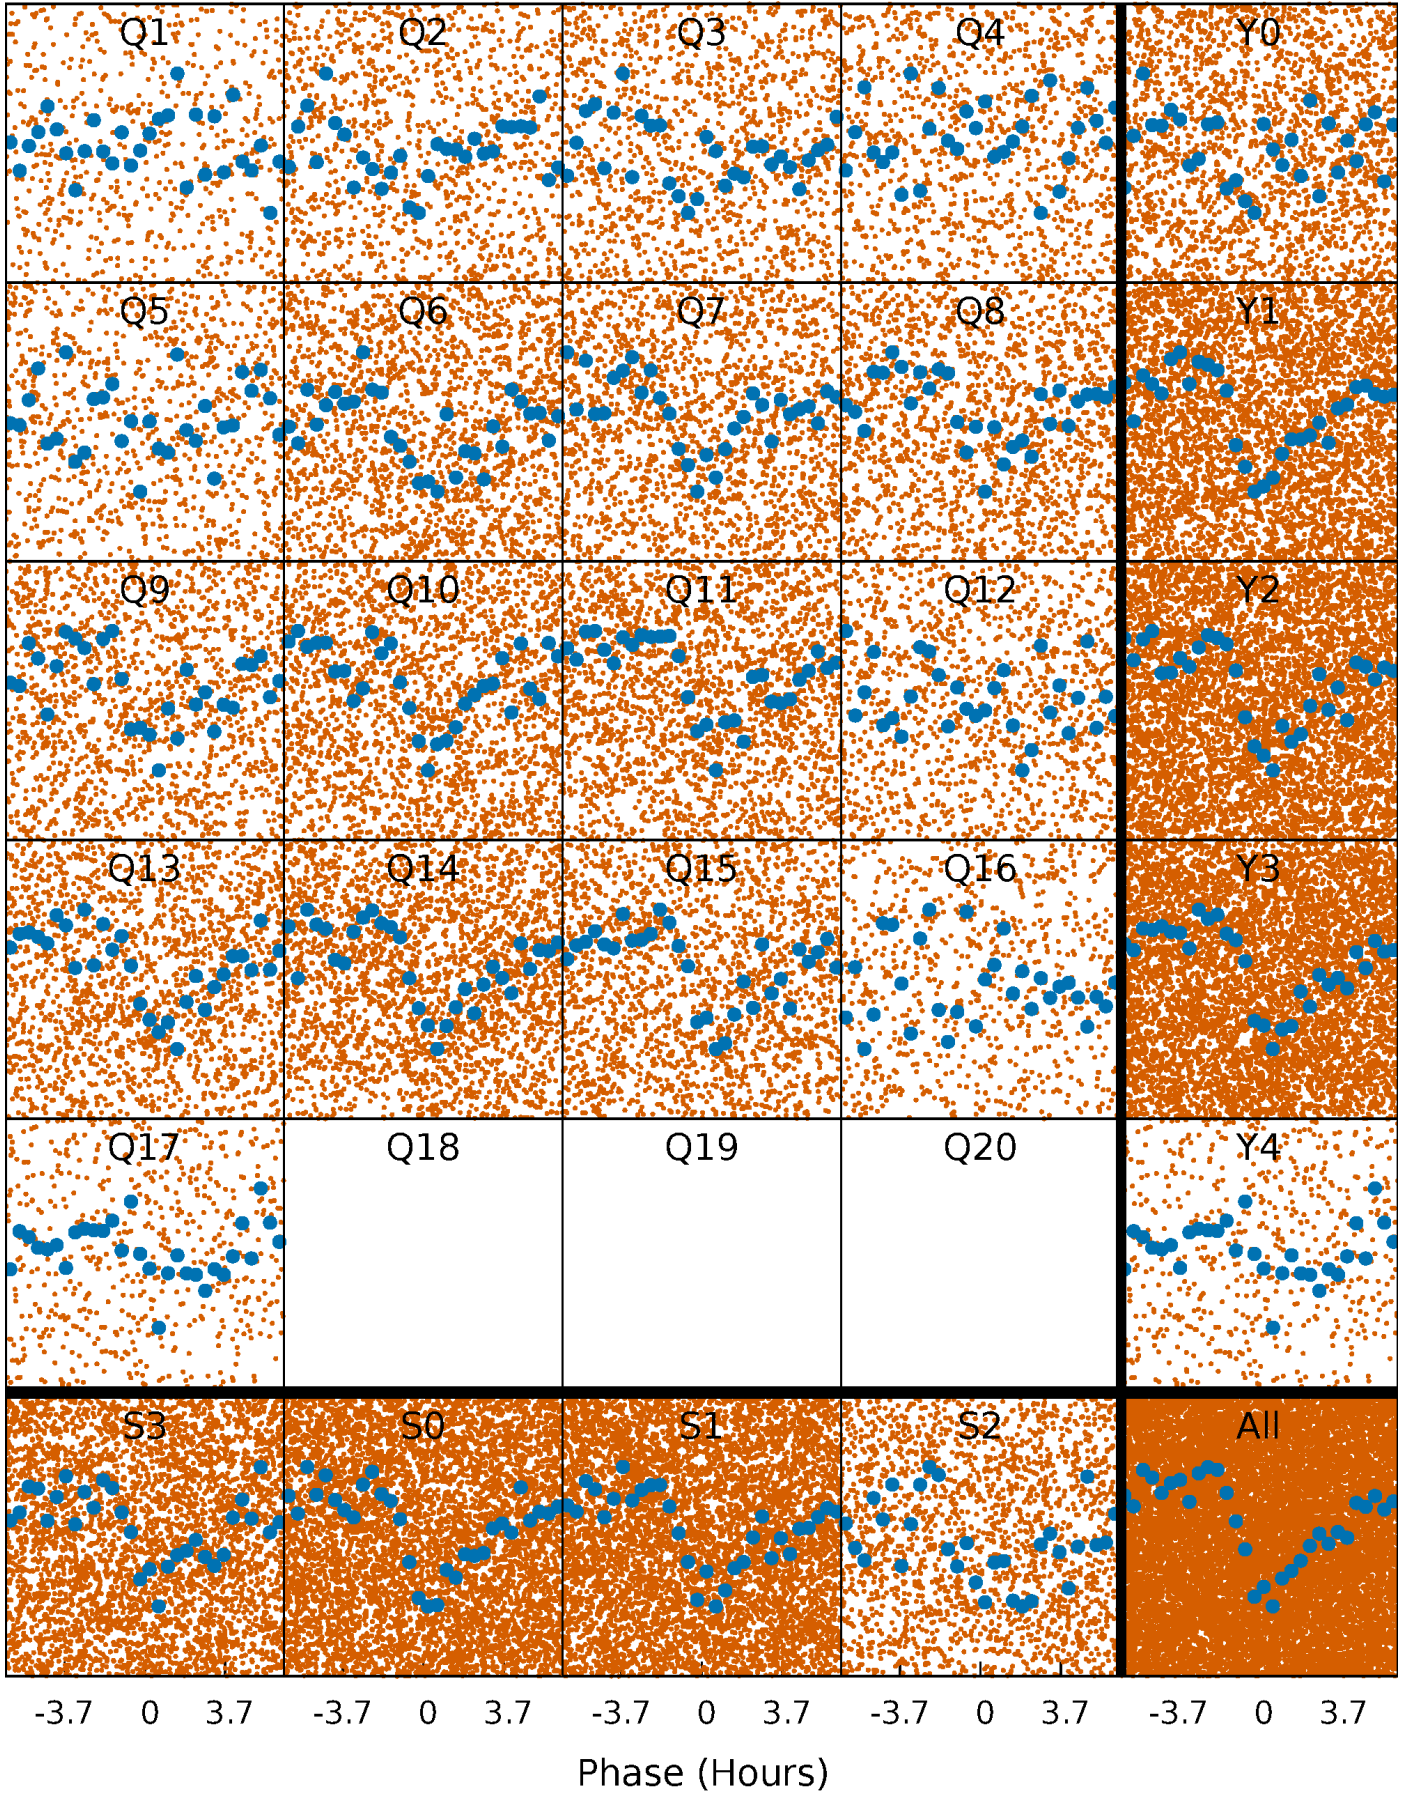 Q1 Q2 Q3 Q4 Y0
Q5 Q6 Q7 Q8 Y1
Q9 Q10 Q11 Q12 Y2
Q13 Q14 Q15 Q16 Y3
Q17 Q18 Q19 Q20 Y4
S3 S0 S1 S2 All
-3.7 0 3.7 -3.7 0 3.7 -3.7 0 3.7 -3.7 0 3.7 -3.7 0 3.7
Phase (Hours)